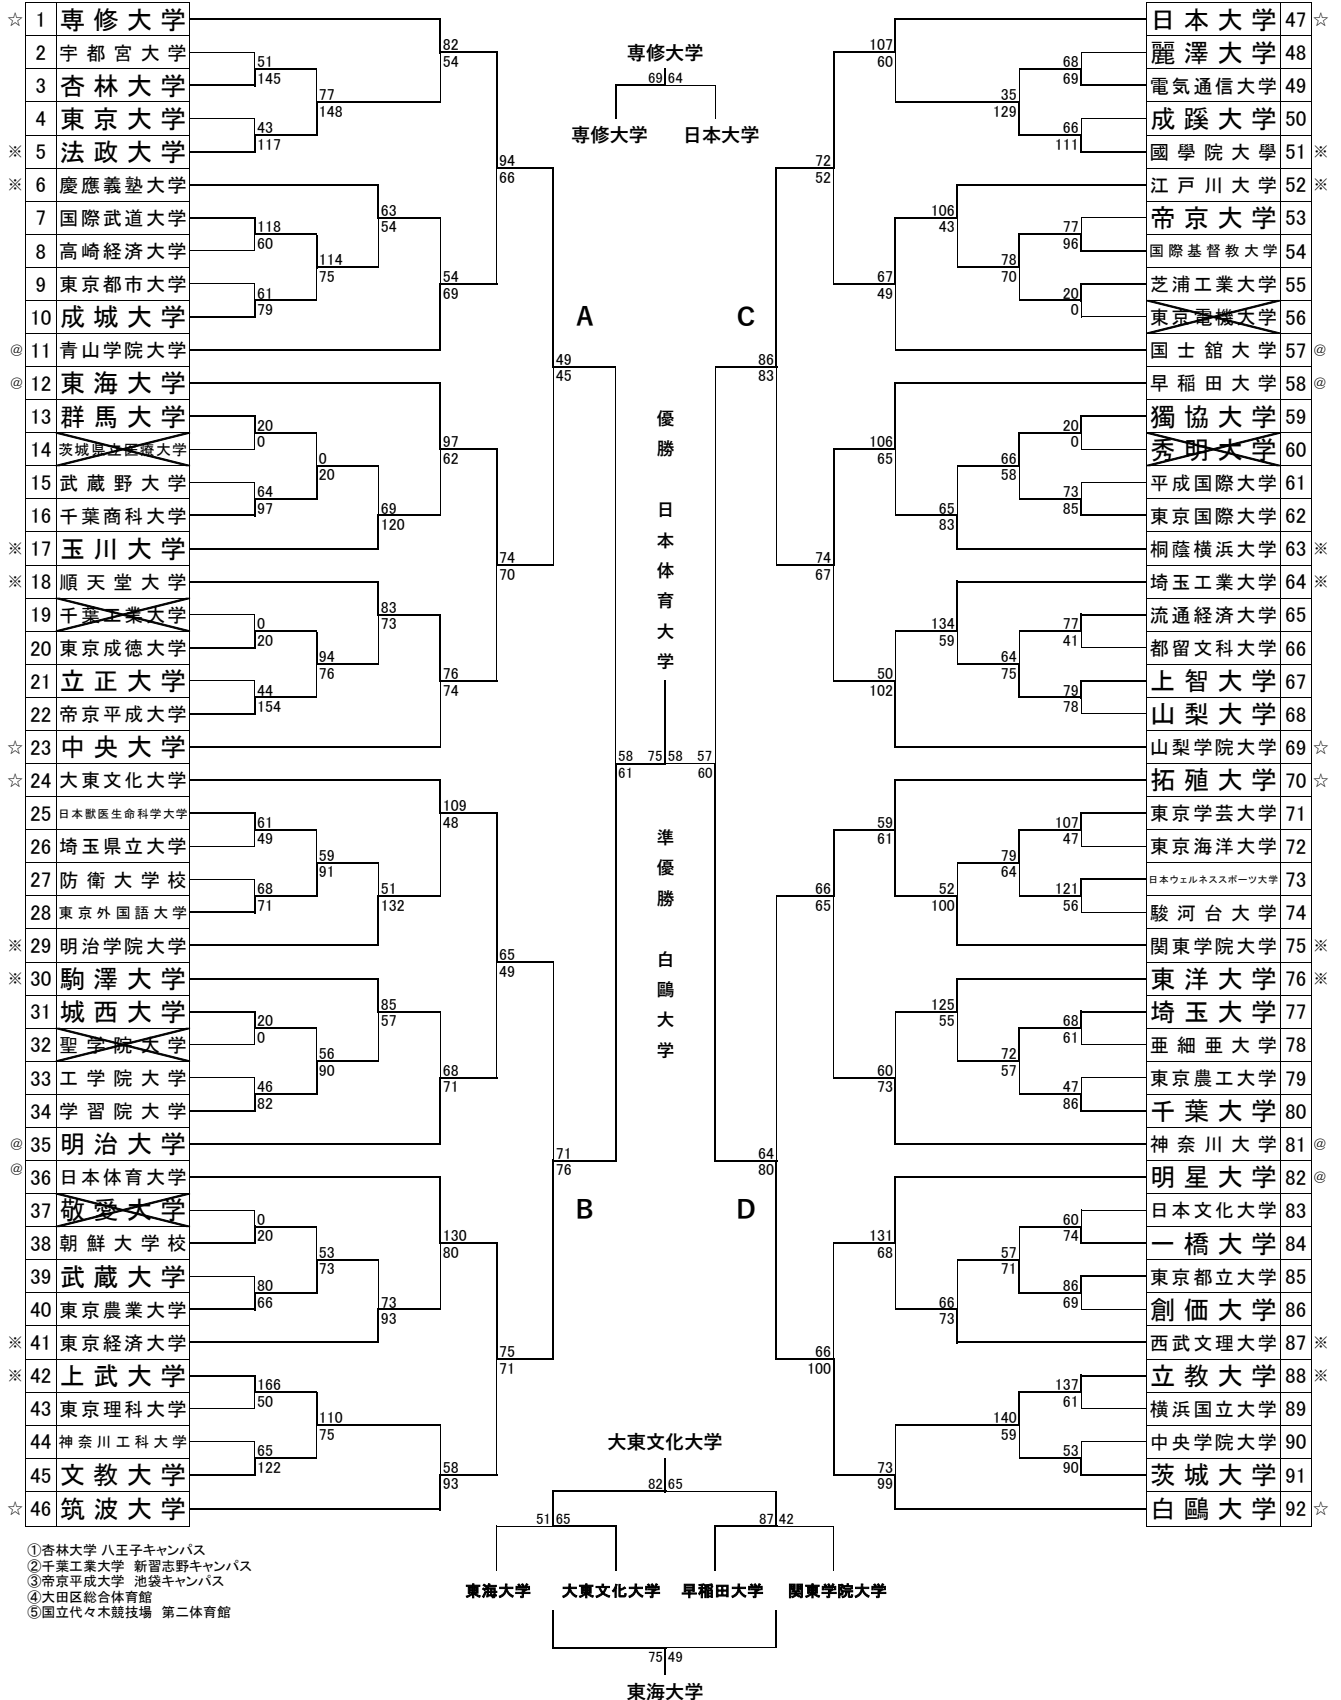 ☆ 1 専修大学
2 宇都宮大学
3 杏林大学
4 東京大学
※ 5 法政大学
※ 6 慶應義塾大学
7 国際武道大学
8 高崎経済大学
9 東京都市大学
10 成城大学
@ 11 青山学院大学
@ 12 東海大学
13 群馬大学
14 茨城県立医療大学
15 武蔵野大学
16 千葉商科大学
※ 17 玉川大学
※ 18 順天堂大学
19 千葉工業大学
20 東京成徳大学
21 立正大学
22 帝京平成大学
☆ 23 中央大学
☆ 24 大東文化大学
25 日本獣医生命科学大学
26 埼玉県立大学
27 防衛大学校
28 東京外国語大学
※ 29 明治学院大学
※ 30 駒澤大学
31 城西大学
32 聖学院大学
33 工学院大学
34 学習院大学
@ 35 明治大学
@ 36 日本体育大学
37 敬愛大学
38 朝鮮大学校
39 武蔵大学
40 東京農業大学
※ 41 東京経済大学
※ 42 上武大学
43 東京理科大学
44 神奈川工科大学
45 文教大学
☆ 46 筑波大学
51
145
43
117
118
60
61
79
20
0
64
97
0
20
44
154
61
49
68
71
20
0
46
82
0
20
80
66
166
50
65
122
77
148
114
75
0
20
94
76
59
91
56
90
53
73
110
75
63
54
69
120
83
73
51
132
85
57
73
93
82
54
54
69
97
62
76
74
109
48
68
71
130
80
58
93
94
66
74
70
65
49
75
71
49
45
71
76
A
B
58
61
専修大学
69 64
専修大学 日本大学
優勝 日本体育大学
75 58
準優勝 白鷗大学
57
60
C
D
86
83
64
80
72
52
74
67
66
65
66
100
107
60
67
49
106
65
50
102
59
61
60
73
131
68
73
99
106
43
65
83
134
59
52
100
125
55
66
73
35
129
78
70
66
58
64
75
79
64
72
57
57
71
140
59
68
69
66
111
77
96
20
0
20
0
73
85
77
41
79
78
107
47
121
56
68
61
47
86
60
74
86
69
137
61
53
90
日本大学 47 ☆
麗澤大学 48
電気通信大学 49
成蹊大学 50
國學院大學 51 ※
江戸川大学 52 ※
帝京大学 53
国際基督教大学 54
芝浦工業大学 55
東京電機大学 56
国士舘大学 57 @
早稲田大学 58 @
獨協大学 59
秀明大学 60
平成国際大学 61
東京国際大学 62
桐蔭横浜大学 63 ※
埼玉工業大学 64 ※
流通経済大学 65
都留文科大学 66
上智大学 67
山梨大学 68
山梨学院大学 69 ☆
拓殖大学 70 ☆
東京学芸大学 71
東京海洋大学 72
日本ウェルネススポーツ大学 73
駿河台大学 74
関東学院大学 75 ※
東洋大学 76 ※
埼玉大学 77
亜細亜大学 78
東京農工大学 79
千葉大学 80
神奈川大学 81 @
明星大学 82 @
日本文化大学 83
一橋大学 84
東京都立大学 85
創価大学 86
西武文理大学 87 ※
立教大学 88 ※
横浜国立大学 89
中央学院大学 90
茨城大学 91
白鷗大学 92 ☆
大東文化大学
82 65
51 65
87 42
東海大学 大東文化大学 早稲田大学 関東学院大学
75 49
東海大学
①杏林大学 八王子キャンパス
②千葉工業大学 新習志野キャンパス
③帝京平成大学 池袋キャンパス
④大田区総合体育館
⑤国立代々木競技場 第二体育館